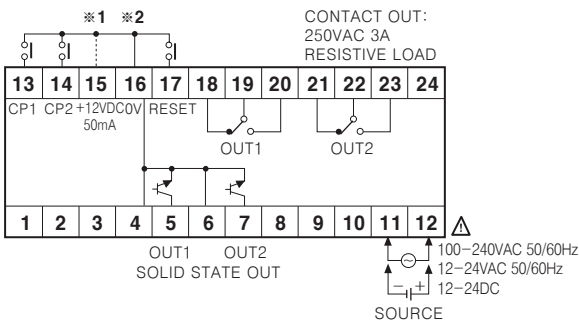 ※1 ※2
CONTACT OUT:
250VAC 3A
RESISTIVE LOAD
13 14 15 16 17 18 19 20 21 22 23 24
CP1 CP2 +12VDC 0V RESET
50mA
OUT1 OUT2
1 2 3 4 5 6 7 8 9 10 11 12
OUT1 OUT2
SOLID STATE OUT
100-240VAC 50/60Hz
12-24VAC 50/60Hz
12-24DC
SOURCE